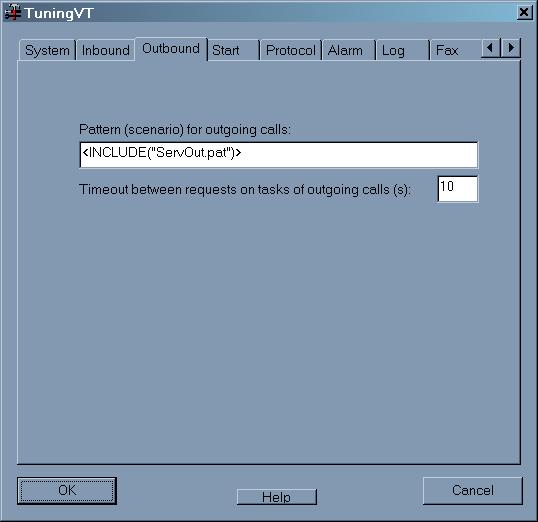 TuningVT
System Inbound Outbound Start Protocol Alarm Log Fax
Pattern (scenario) for outgoing calls:
<INCLUDE("ServOut.pat")>
Timeout between requests on tasks of outgoing calls (s): 10
OK Help Cancel